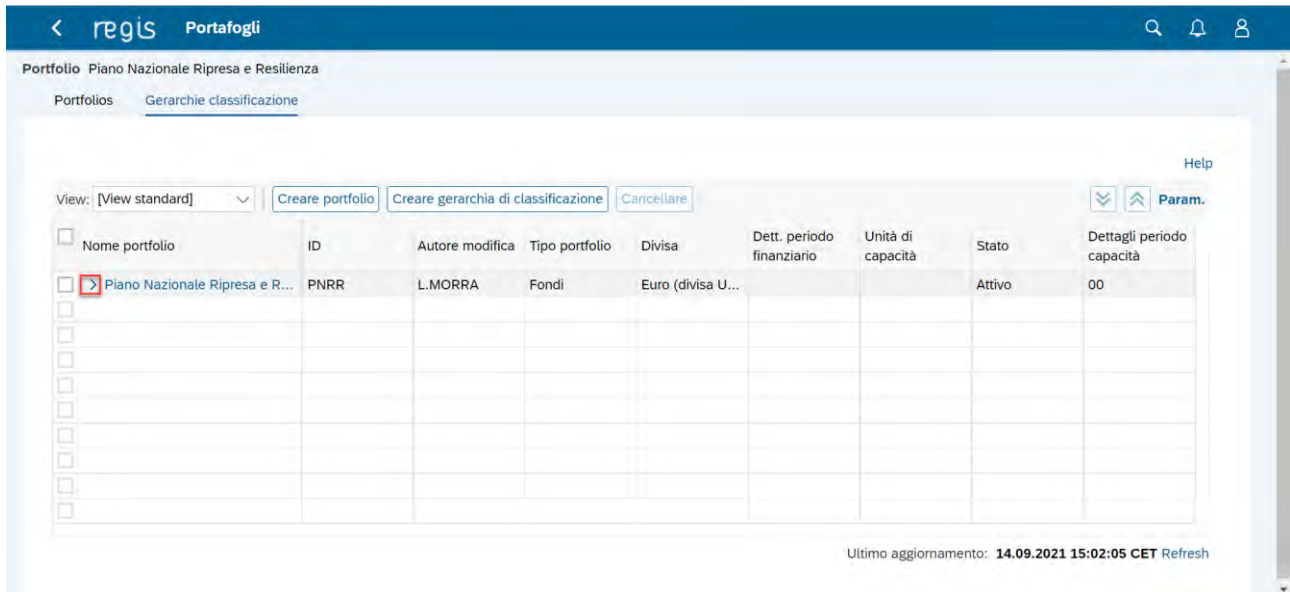 regis Portafogli
Portfolio Piano Nazionale Ripresa e Resilienza
Portfolios Gerarchie classificazione
Help
View: [View standard] Creare portfolio Creare gerarchia di classificazione Cancellare Param.
Nome portfolio ID Autore modifica Tipo portfolio Divisa Dett. periodo finanziario Unità di capacità Stato Dettagli periodo capacità
Piano Nazionale Ripresa e R... PNRR L.MORRA Fondi Euro (divisa U... Attivo 00
Ultimo aggiornamento: 14.09.2021 15:02:05 CET Refresh